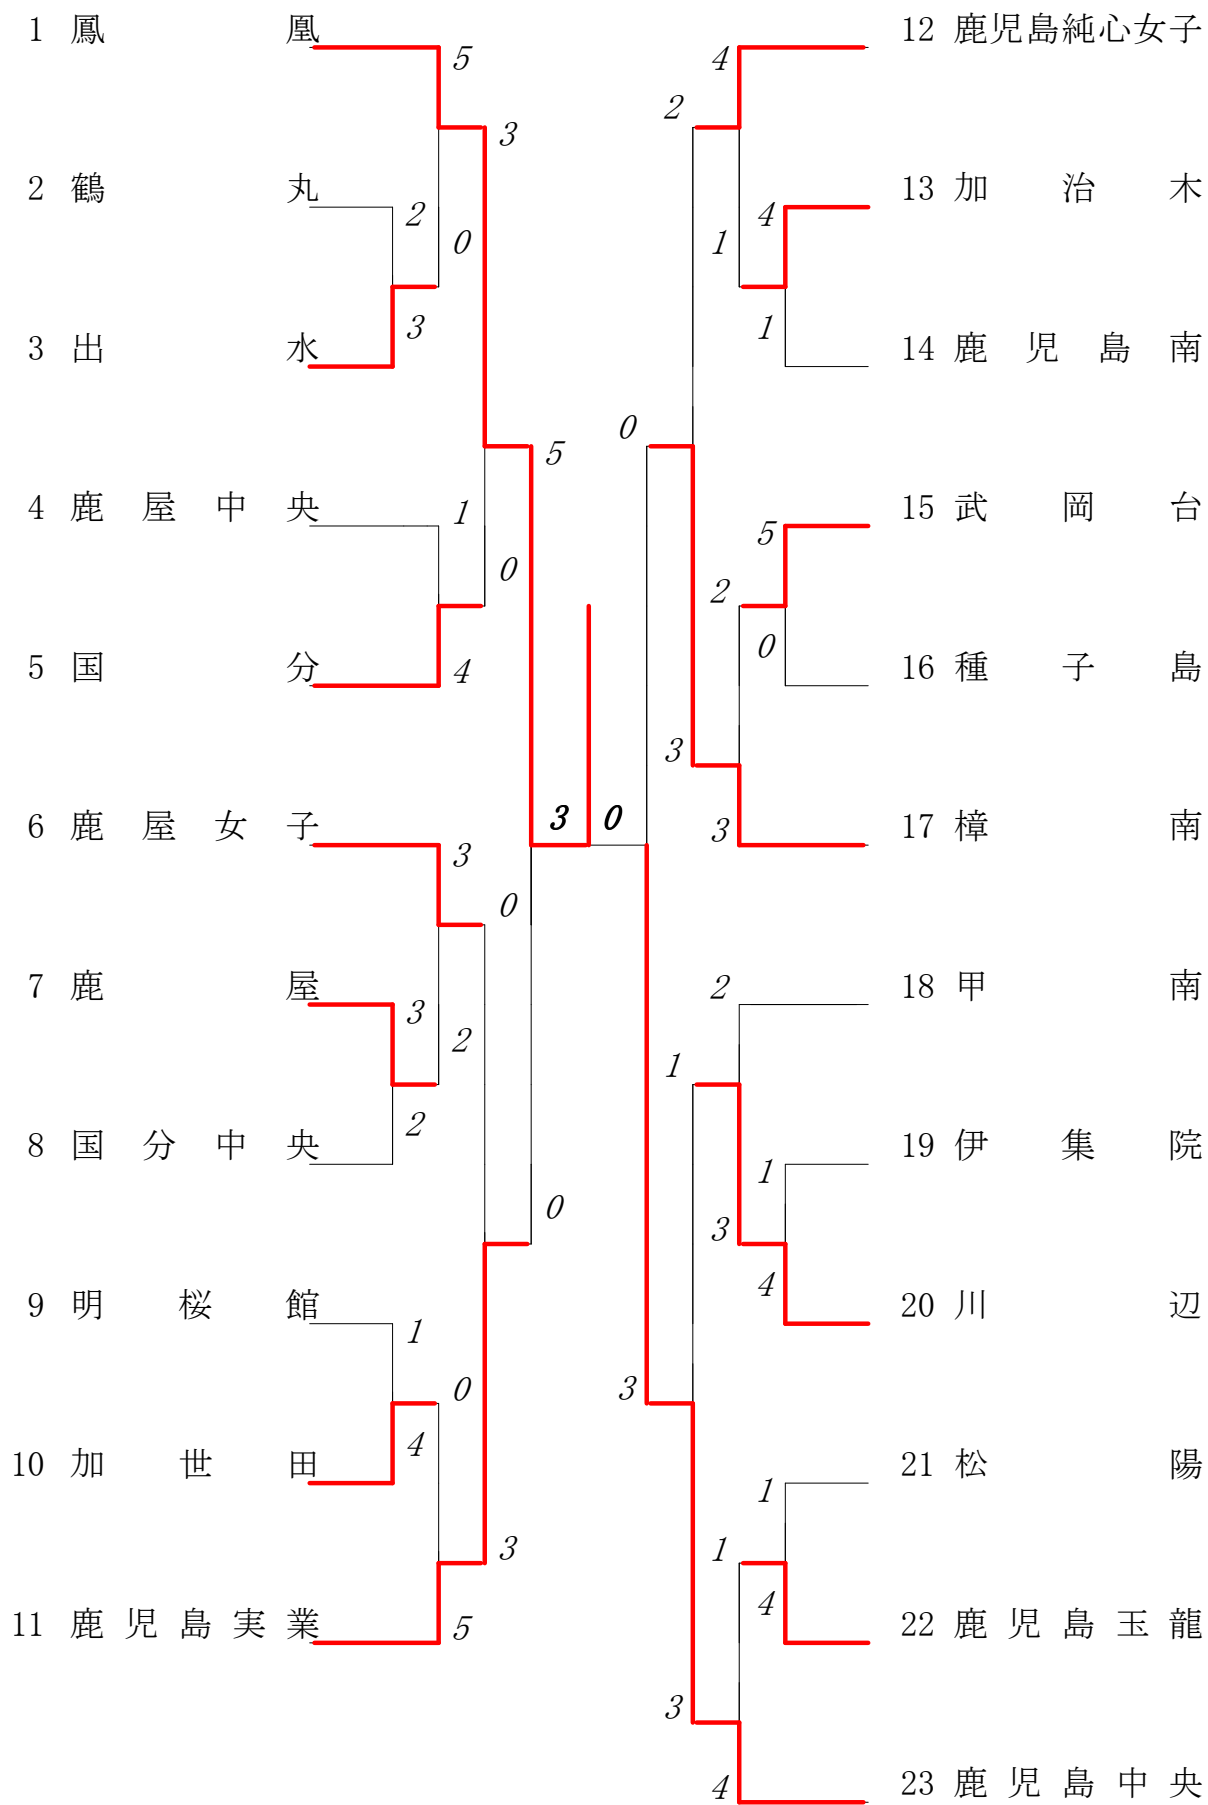 1 鳳凰
5
3
2 鶴丸
2
0
3 出水
3
5
4 鹿屋中央
1
0
5 国分
4
6 鹿屋女子
3
0
7 鹿屋
3
2
8 国分中央
2
0
9 明桜館
1
0
10 加世田
4
3
11 鹿児島実業
5
3 0
12 鹿児島純心女子
4
2
13 加治木
4
1
14 鹿児島南
1
0
15 武岡台
5
2
16 種子島
0
3
17 樟南
3
18 甲南
2
1
19 伊集院
1
3
20 川辺
4
3
21 松陽
1
1
22 鹿児島玉龍
4
3
23 鹿児島中央
4